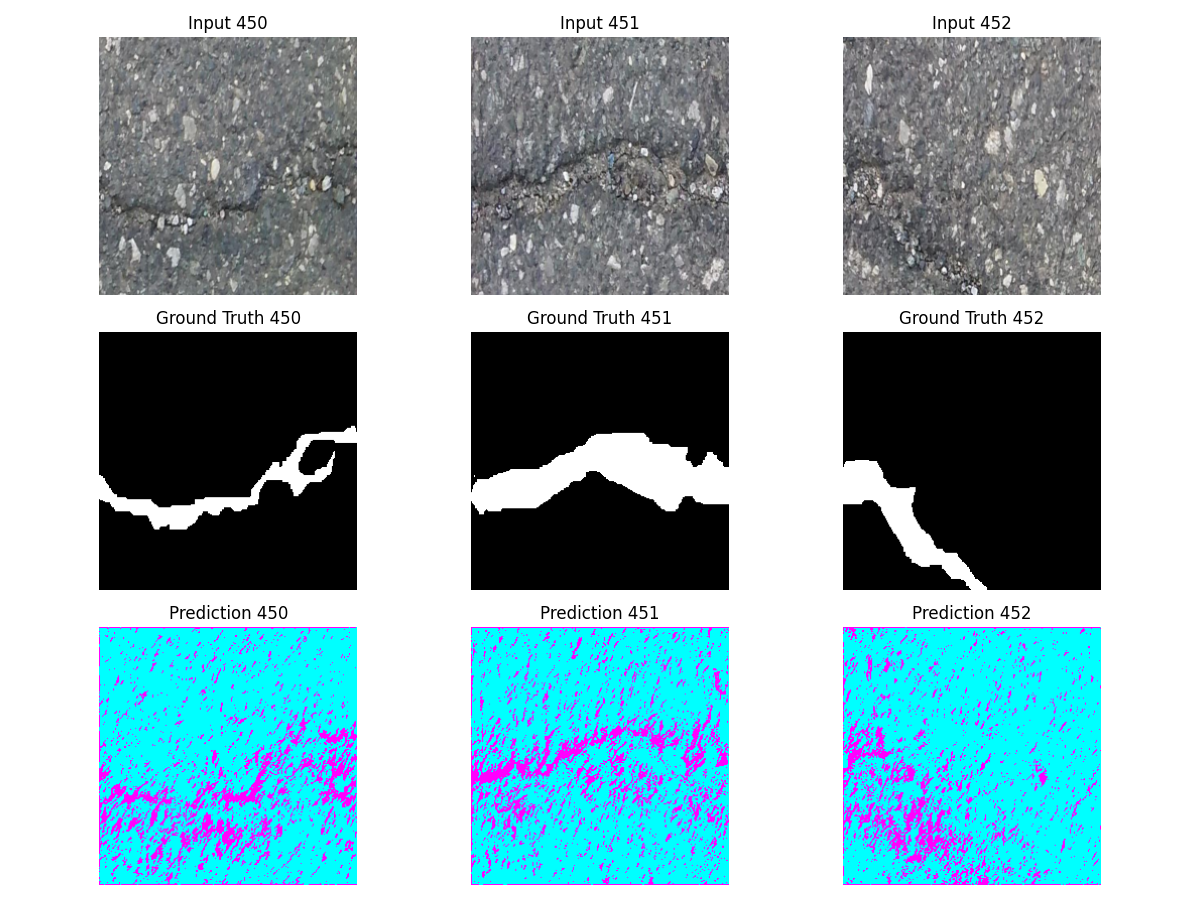 Input 450
Input 451
Input 452
Ground Truth 450
Ground Truth 451
Ground Truth 452
Prediction 450
Prediction 451
Prediction 452